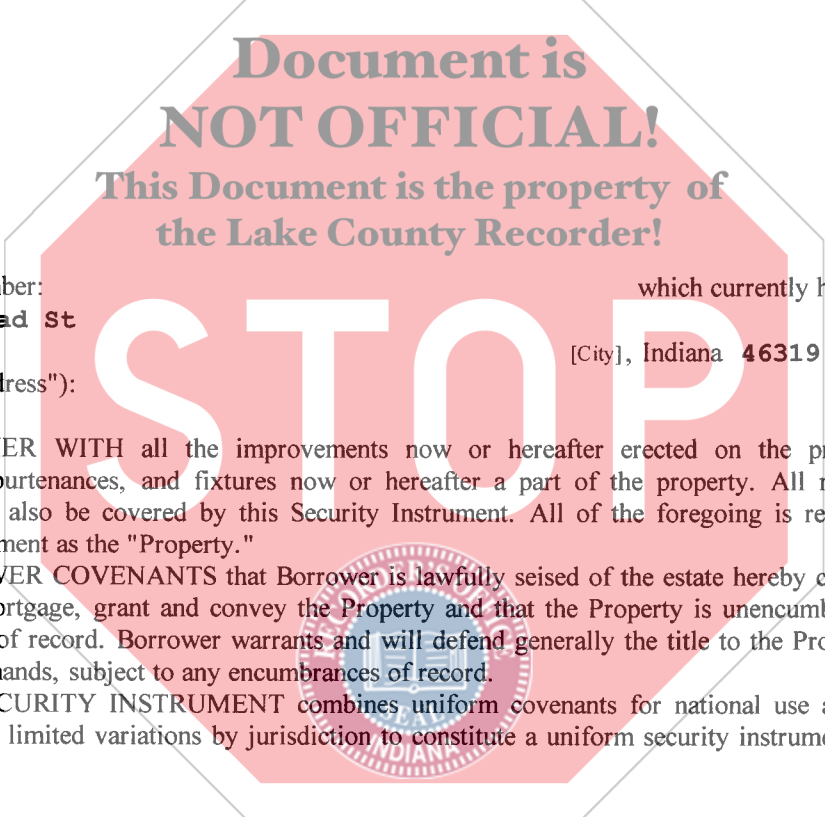 Document is
NOT OFFICIAL!
This Document is the property of
the Lake County Recorder!
ber: which currently h
ad St
[City], Indiana 46319
dress"):
STOP
ER WITH all the improvements now or hereafter erected on the pr
purtenances, and fixtures now or hereafter a part of the property. All r
also be covered by this Security Instrument. All of the foregoing is re
ment as the "Property."
VER COVENANTS that Borrower is lawfully seised of the estate hereby c
ortgage, grant and convey the Property and that the Property is unencumb
of record. Borrower warrants and will defend generally the title to the Pro
ands, subject to any encumbrances of record.
CURITY INSTRUMENT combines uniform covenants for national use a
limited variations by jurisdiction to constitute a uniform security instrume
SEAL
INDIANA